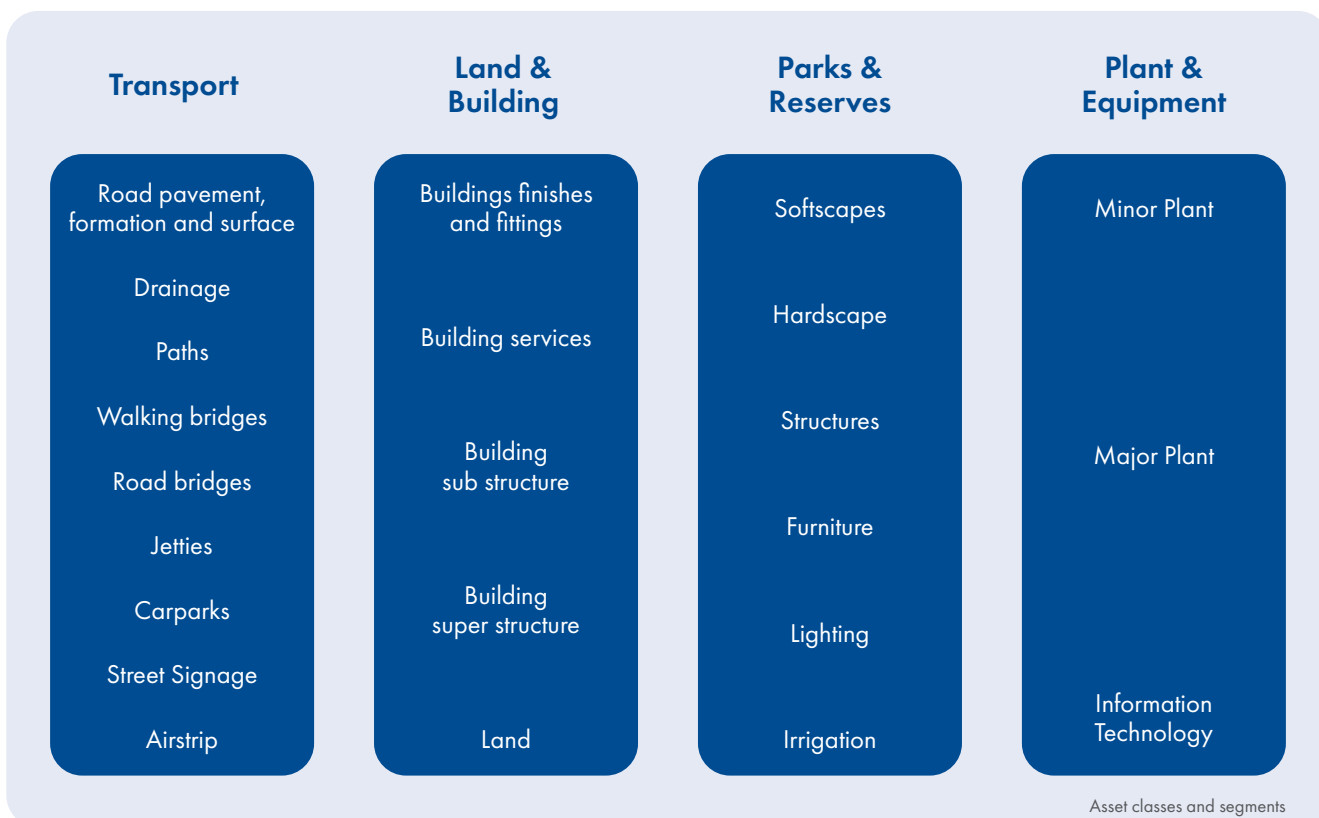 Transport
Road pavement,
formation and surface
Drainage
Paths
Walking bridges
Road bridges
Jetties
Carparks
Street Signage
Airstrip
Land &
Building
Buildings finishes
and fittings
Building services
Building
sub structure
Building
super structure
Land
Parks &
Reserves
Softscapes
Hardscape
Structures
Furniture
Lighting
Irrigation
Plant &
Equipment
Minor Plant
Major Plant
Information
Technology
Asset classes and segments